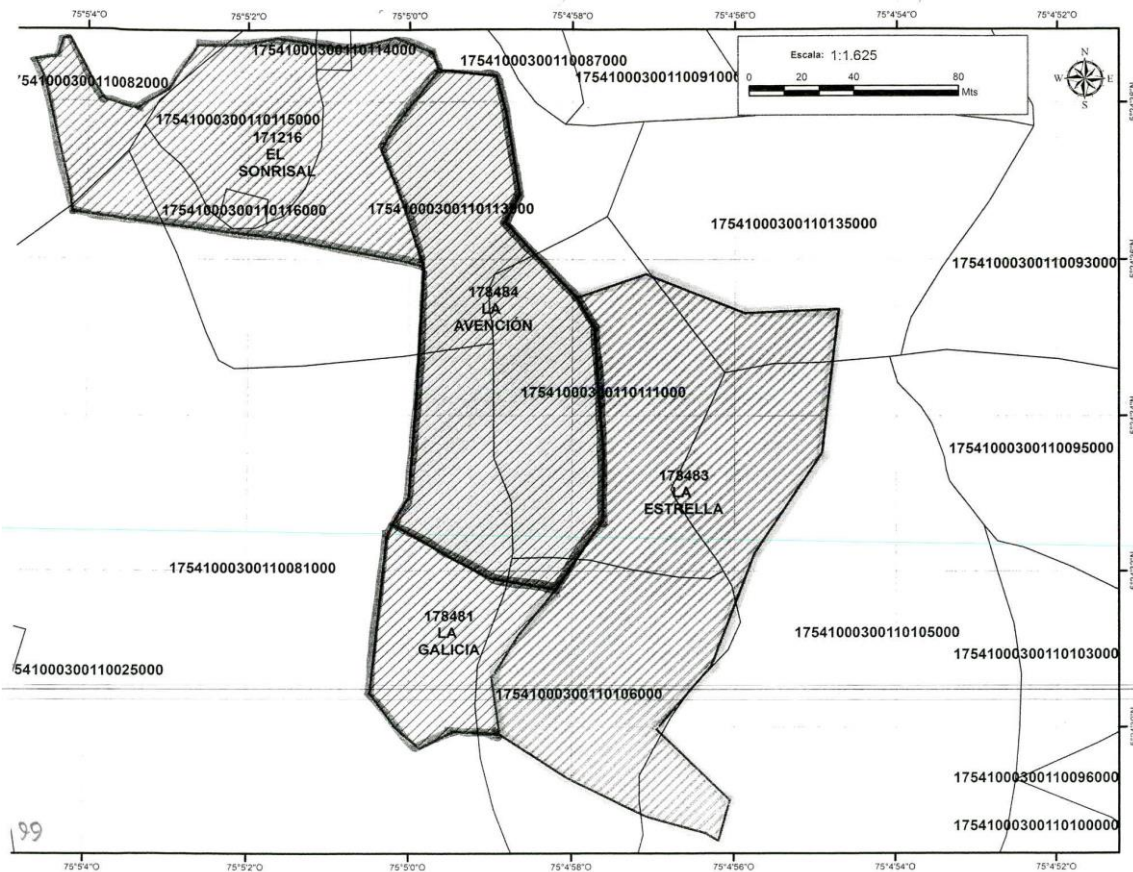 75°5'4"O 75°5'2"O 75°5'0"O 75°4'58"O 75°4'56"O 75°4'54"O 75°4'52"O
17541000300110114000
17541000300110087000
Escala: 1:1.625
0 20 40 80
Mts
N
W E
S
17541000300110082000
17541000300110091000
17541000300110115000
171216
EL
SONRISAL
17541000300110116000
17541000300110113000
17541000300110135000
17541000300110093000
178484
LA
AVENCIÓN
17541000300110111000
17541000300110095000
178483
LA
ESTRELLA
17541000300110081000
178481
LA
GALICIA
17541000300110105000
17541000300110103000
541000300110025000
17541000300110106000
17541000300110096000
17541000300110100000
75°5'4"O 75°5'2"O 75°5'0"O 75°4'58"O 75°4'56"O 75°4'54"O 75°4'52"O